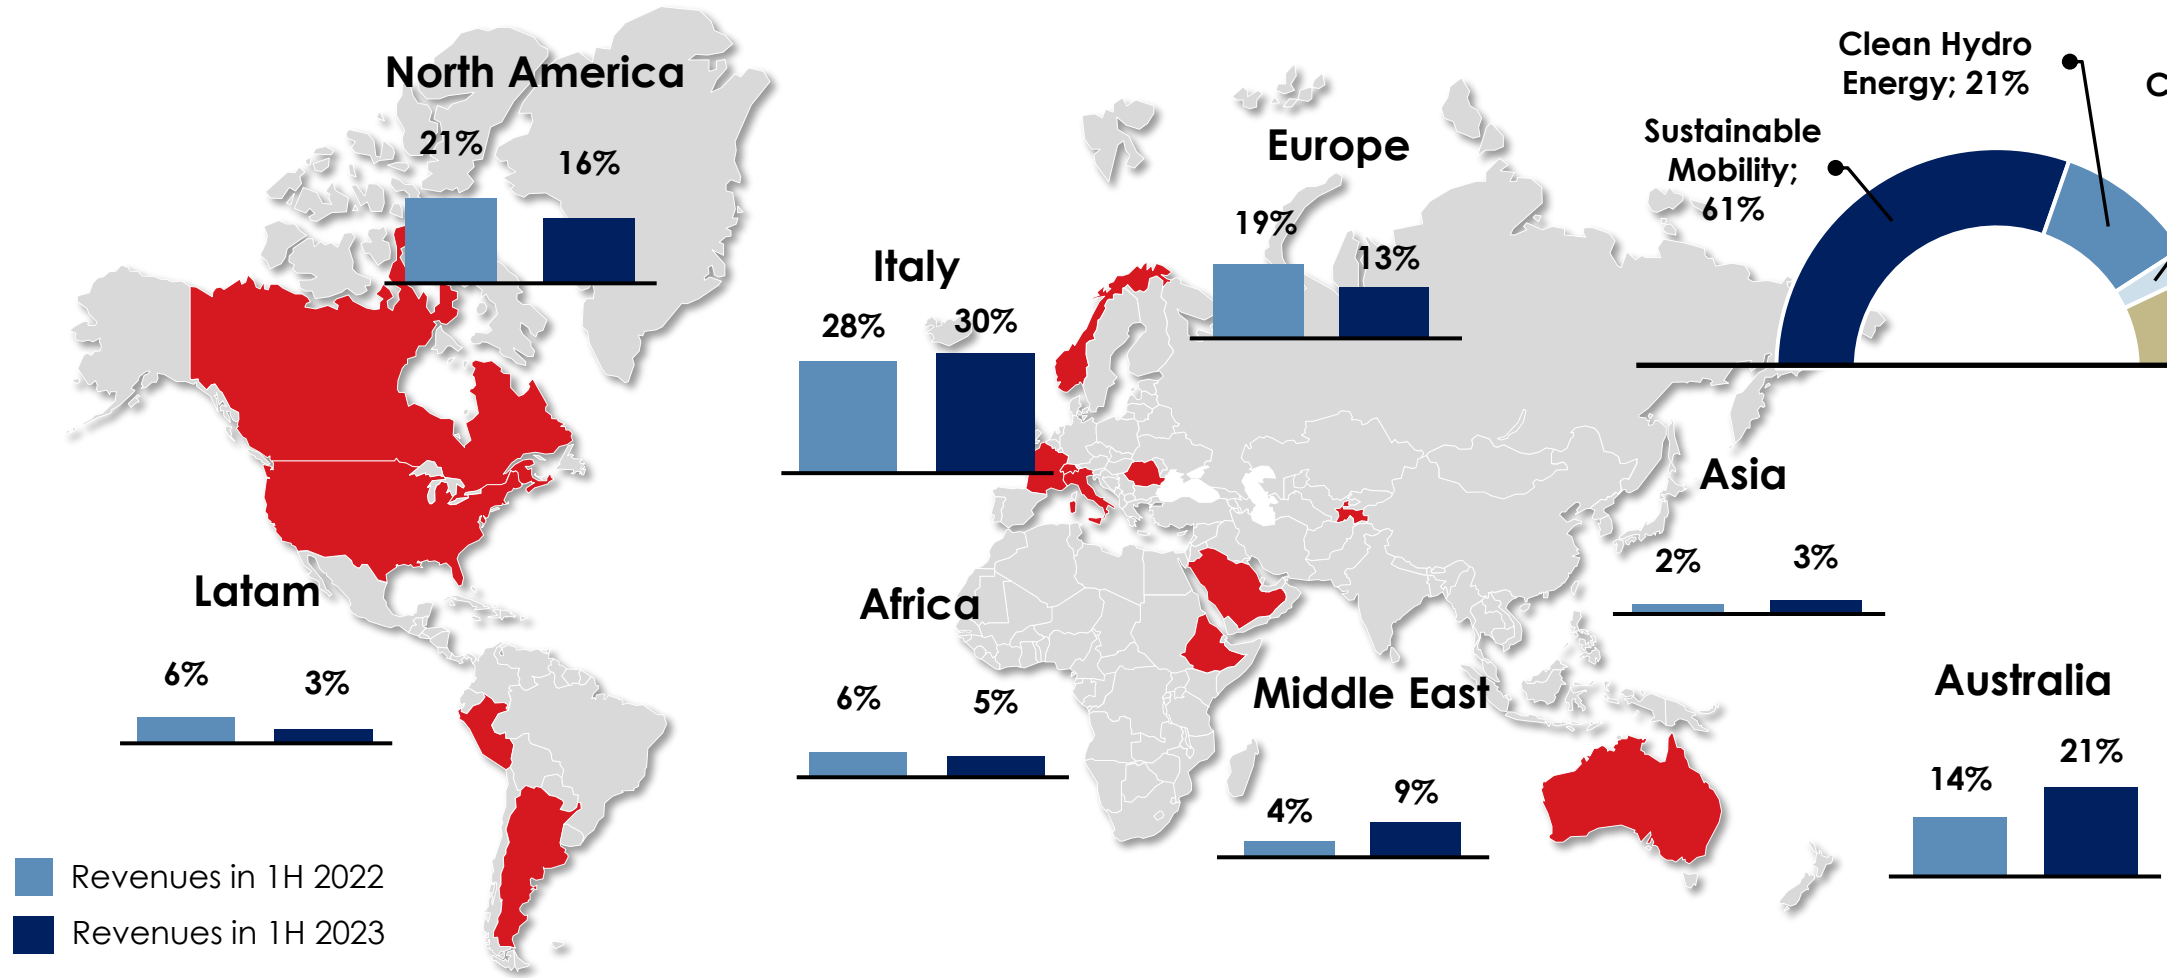 North America
21%
16%
Italy
28%
30%
Europe
19%
13%
Clean Hydro
Energy; 21%
C
Sustainable
Mobility;
61%
Asia
2%
3%
Latam
6%
3%
Africa
6%
5%
Middle East
4%
9%
Australia
14%
21%
Revenues in 1H 2022
Revenues in 1H 2023